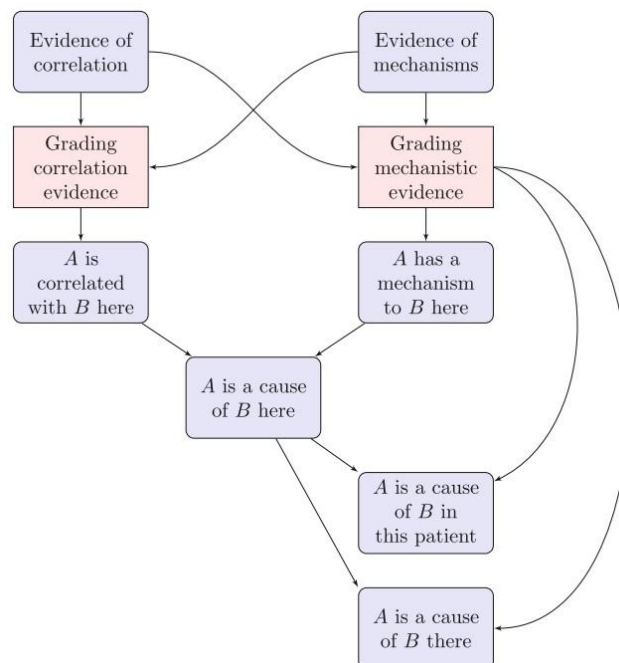 Evidence of
correlation
Evidence of
mechanisms
Grading
correlation
evidence
Grading
mechanistic
evidence
A is
correlated
with B here
A has a
mechanism
to B here
A is a cause
of B here
A is a cause
of B in
this patient
A is a cause
of B there